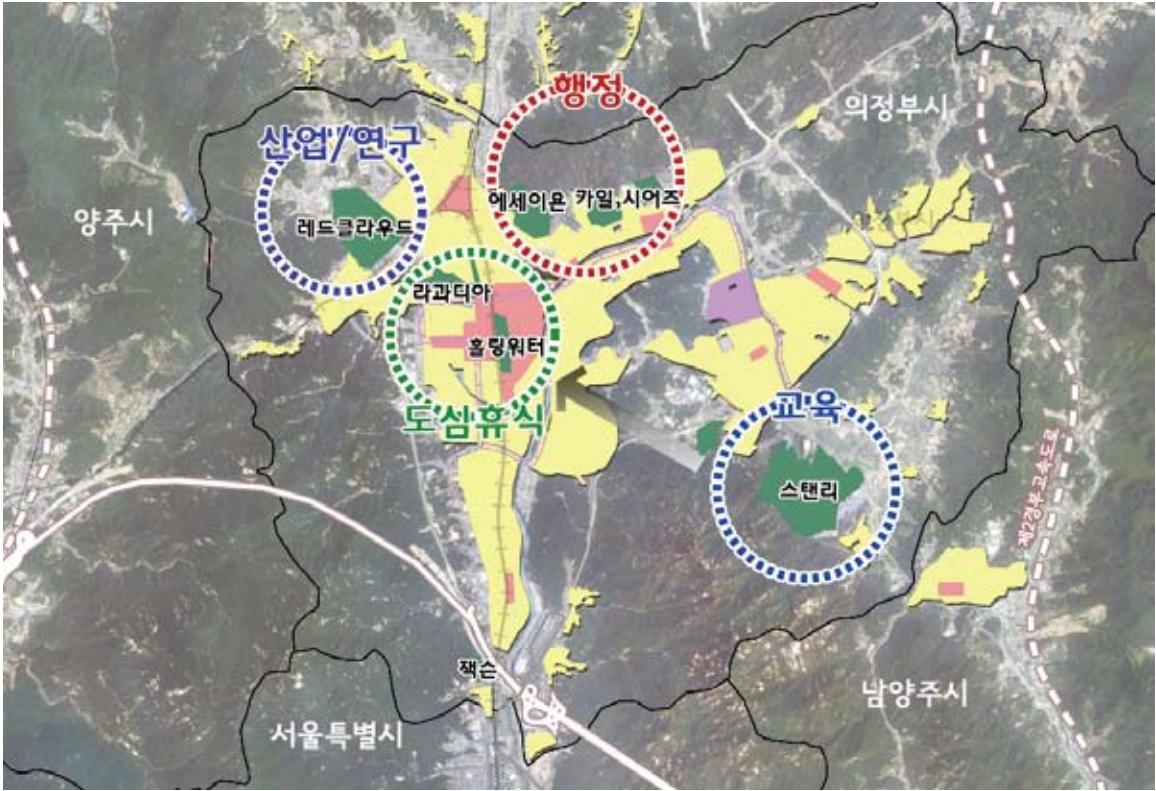 행정
의정부시
산업/연구
에세이욘 카일,시어즈
양주시
레드클라우드
라과디아
홀링워터
도심휴식
교육
스탠리
제2경부고속도로
잭슨
남양주시
서울특별시